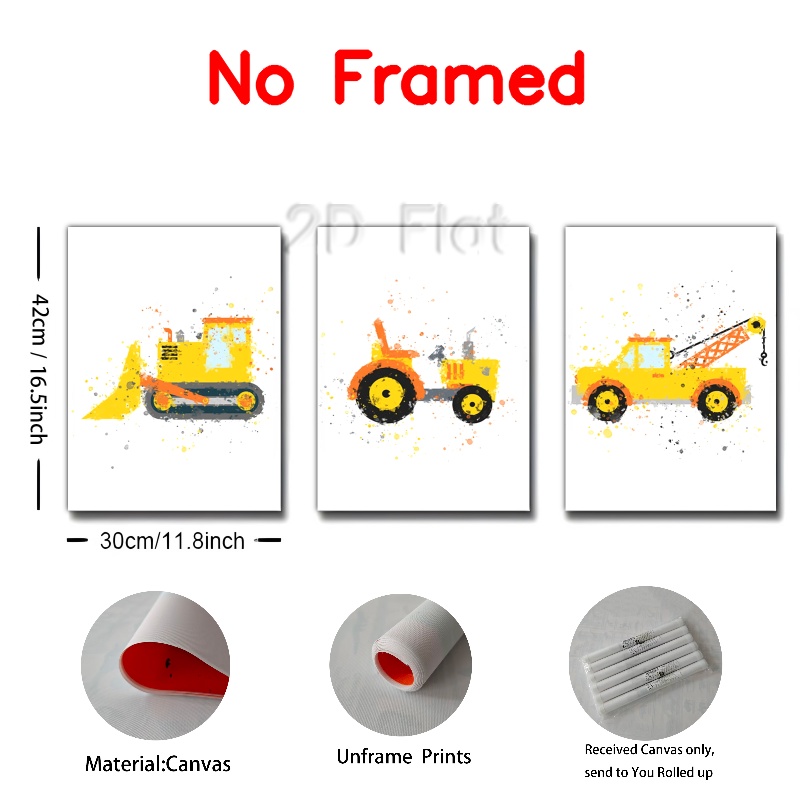 No Framed
2D Flat
42cm / 16.5inch
30cm/11.8inch
Material:Canvas
Unframe Prints
Received Canvas only,
send to You Rolled up